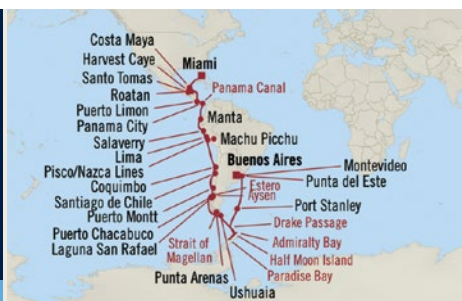 Costa Maya
Harvest Caye
Miami
Santo Tomas
Roatan
Panama Canal
Puerto Limon
Panama City
Manta
Salaverry
Lima
Machu Picchu
Pisco/Nazca Lines
Buenos Aires
Montevideo
Coquimbo
Estero
Aysen
Punta del Este
Santiago de Chile
Port Stanley
Puerto Montt
Drake Passage
Puerto Chacabuco
Strait of
Magellan
Admiralty Bay
Laguna San Rafael
Half Moon Island
Punta Arenas
Paradise Bay
Ushuaia